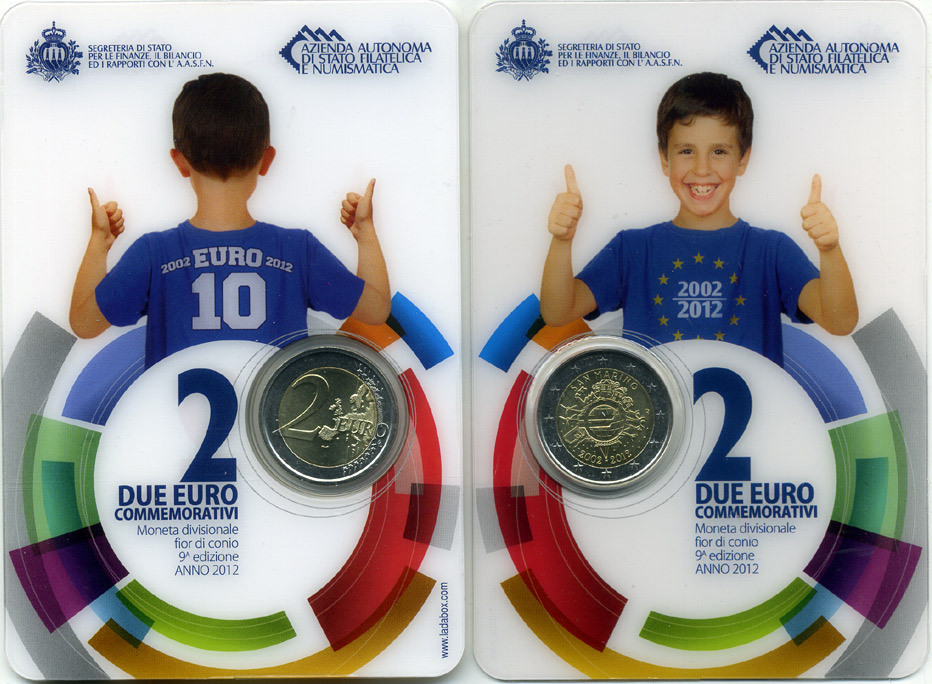 SEGRETERIA DI STATO
PER LE FINANZE, IL BILANCIO
ED I RAPPORTI CON L' A.A.S.F.N.
AZIENDA AUTONOMA
DI STATO FILATELICA
E NUMISMATICA
2002 EURO 2012
10
2
DUE EURO
COMMEMORATIVI
Moneta divisionale
fior di conio
9ᴬ edizione
ANNO 2012
2 EURO
www.ladabox.com
SEGRETERIA DI STATO
PER LE FINANZE, IL BILANCIO
ED I RAPPORTI CON L' A.A.S.F.N.
AZIENDA AUTONOMA
DI STATO FILATELICA
E NUMISMATICA
2002
2012
SAN MARINO
2002 2012
2
DUE EURO
COMMEMORATIVI
Moneta divisionale
fior di conio
9ᴬ edizione
ANNO 2012